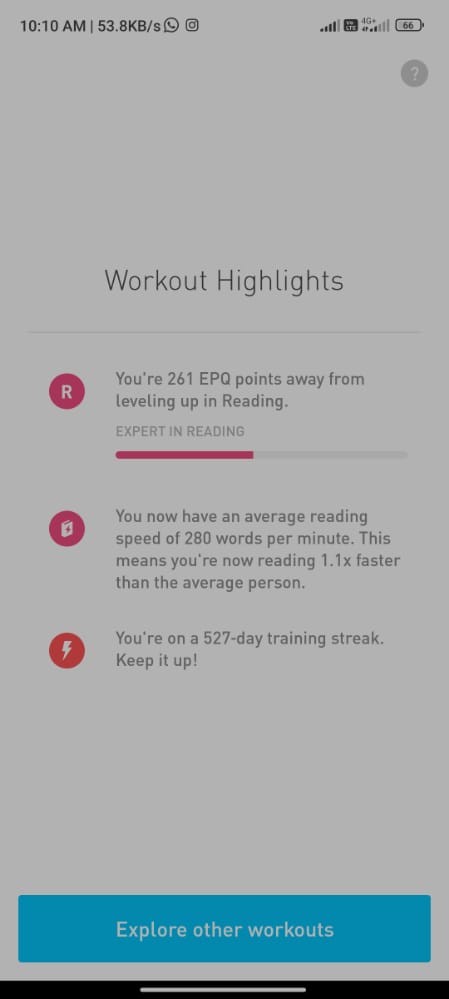 10:10 AM | 53.8KB/s
Vo LTE 4G+ 66
?
Workout Highlights
R
You're 261 EPQ points away from
leveling up in Reading.
EXPERT IN READING
You now have an average reading
speed of 280 words per minute. This
means you're now reading 1.1x faster
than the average person.
You're on a 527-day training streak.
Keep it up!
Explore other workouts